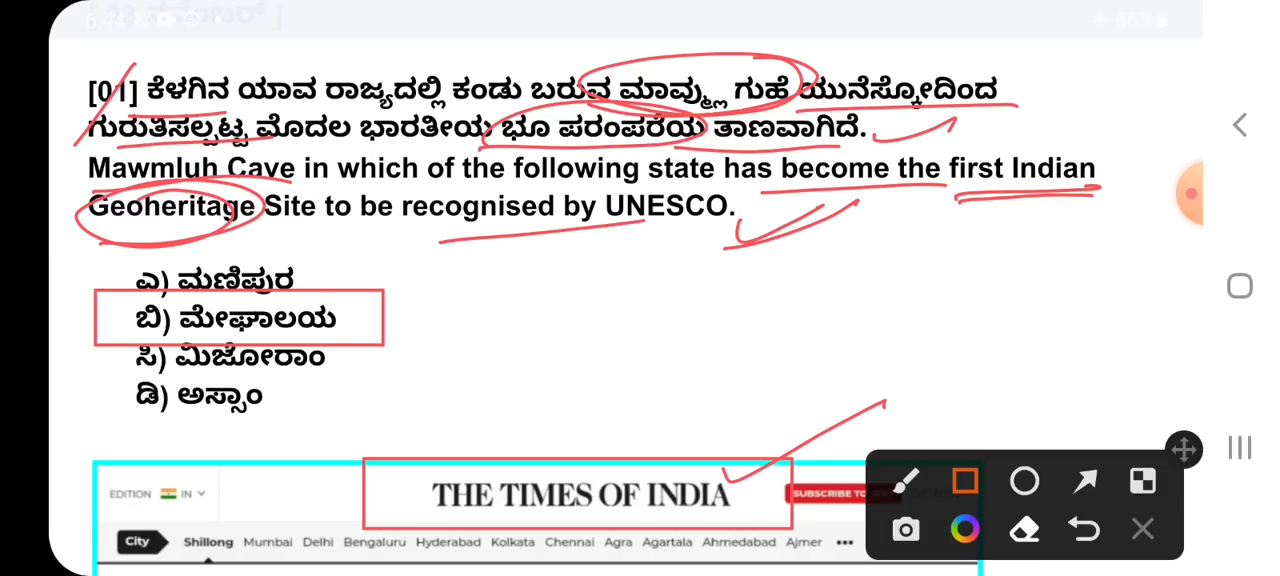 [01] ಕೆಳಗಿನ ಯಾವ ರಾಜ್ಯದಲ್ಲಿ ಕಂಡು ಬರುವ ಮಾವ್ಮ್ಲು ಗುಹೆ ಯುನೆಸ್ಕೋದಿಂದ
ಗುರುತಿಸಲ್ಪಟ್ಟ ಮೊದಲ ಭಾರತೀಯ ಭೂ ಪರಂಪರೆಯ ತಾಣವಾಗಿದೆ.
Mawmluh Cave in which of the following state has become the first Indian
Geoheritage Site to be recognised by UNESCO.
ಎ) ಮಣಿಪುರ
ಬಿ) ಮೇಘಾಲಯ
ಸಿ) ಮಿಜೋರಾಂ
ಡಿ) ಅಸ್ಸಾಂ
EDITION IN THE TIMES OF INDIA SUBSCRIBE TO
City Shillong Mumbai Delhi Bengaluru Hyderabad Kolkata Chennai Agra Agartala Ahmedabad Ajmer •••